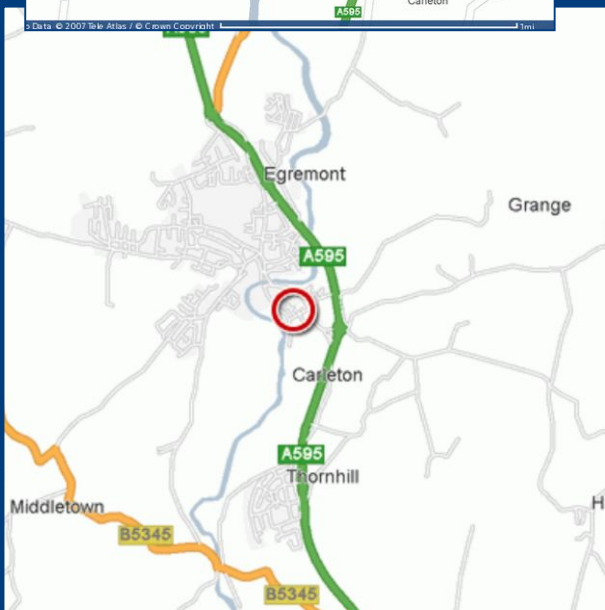 A595
Carleton
Data © 2007 Tele Atlas / © Crown Copyright 1mi
Egremont
Grange
A595
Carleton
A595
Thornhill
Middletown
H
B5345
B5345